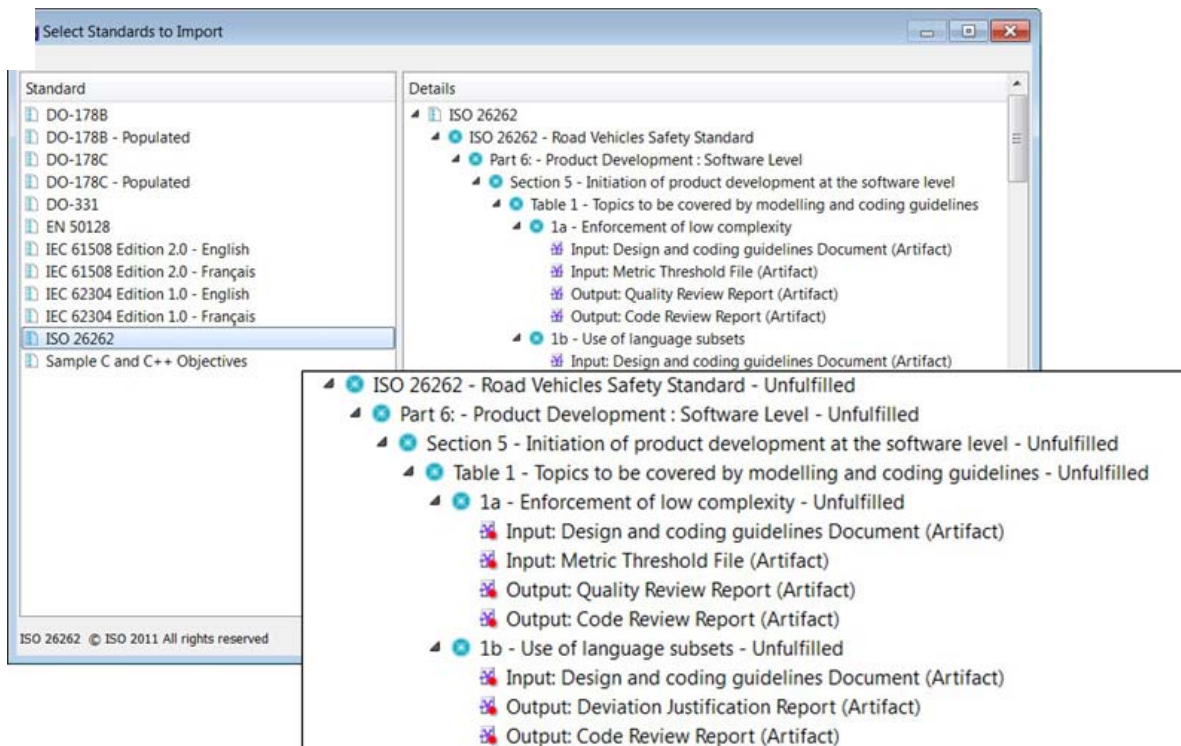 Select Standards to Import
Standard
DO-178B
DO-178B - Populated
DO-178C
DO-178C - Populated
DO-331
EN 50128
IEC 61508 Edition 2.0 - English
IEC 61508 Edition 2.0 - Français
IEC 62304 Edition 1.0 - English
IEC 62304 Edition 1.0 - Français
ISO 26262
Sample C and C++ Objectives
ISO 26262 © ISO 2011 All rights reserved
Details
ISO 26262
ISO 26262 - Road Vehicles Safety Standard
Part 6: - Product Development : Software Level
Section 5 - Initiation of product development at the software level
Table 1 - Topics to be covered by modelling and coding guidelines
1a - Enforcement of low complexity
Input: Design and coding guidelines Document (Artifact)
Input: Metric Threshold File (Artifact)
Output: Quality Review Report (Artifact)
Output: Code Review Report (Artifact)
1b - Use of language subsets
Input: Design and coding guidelines Document (Artifact)
ISO 26262 - Road Vehicles Safety Standard - Unfulfilled
Part 6: - Product Development : Software Level - Unfulfilled
Section 5 - Initiation of product development at the software level - Unfulfilled
Table 1 - Topics to be covered by modelling and coding guidelines - Unfulfilled
1a - Enforcement of low complexity - Unfulfilled
Input: Design and coding guidelines Document (Artifact)
Input: Metric Threshold File (Artifact)
Output: Quality Review Report (Artifact)
Output: Code Review Report (Artifact)
1b - Use of language subsets - Unfulfilled
Input: Design and coding guidelines Document (Artifact)
Output: Deviation Justification Report (Artifact)
Output: Code Review Report (Artifact)